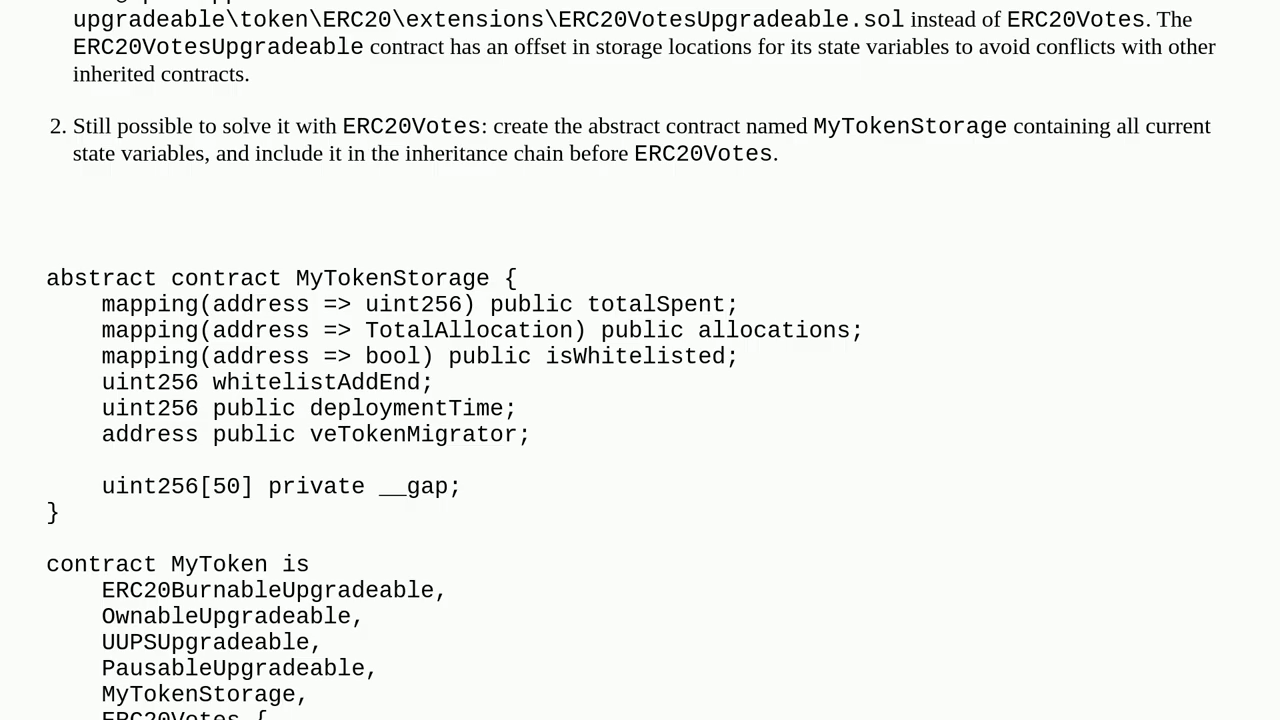 upgradeable\token\ERC20\extensions\ERC20VotesUpgradeable.sol instead of ERC20Votes. The
ERC20VotesUpgradeable contract has an offset in storage locations for its state variables to avoid conflicts with other
inherited contracts.
2. Still possible to solve it with ERC20Votes: create the abstract contract named MyTokenStorage containing all current
state variables, and include it in the inheritance chain before ERC20Votes.
abstract contract MyTokenStorage {
    mapping(address => uint256) public totalSpent;
    mapping(address => TotalAllocation) public allocations;
    mapping(address => bool) public isWhitelisted;
    uint256 whitelistAddEnd;
    uint256 public deploymentTime;
    address public veTokenMigrator;
    uint256[50] private __gap;
}
contract MyToken is
    ERC20BurnableUpgradeable,
    OwnableUpgradeable,
    UUPSUpgradeable,
    PausableUpgradeable,
    MyTokenStorage,
    ERC20Votes {